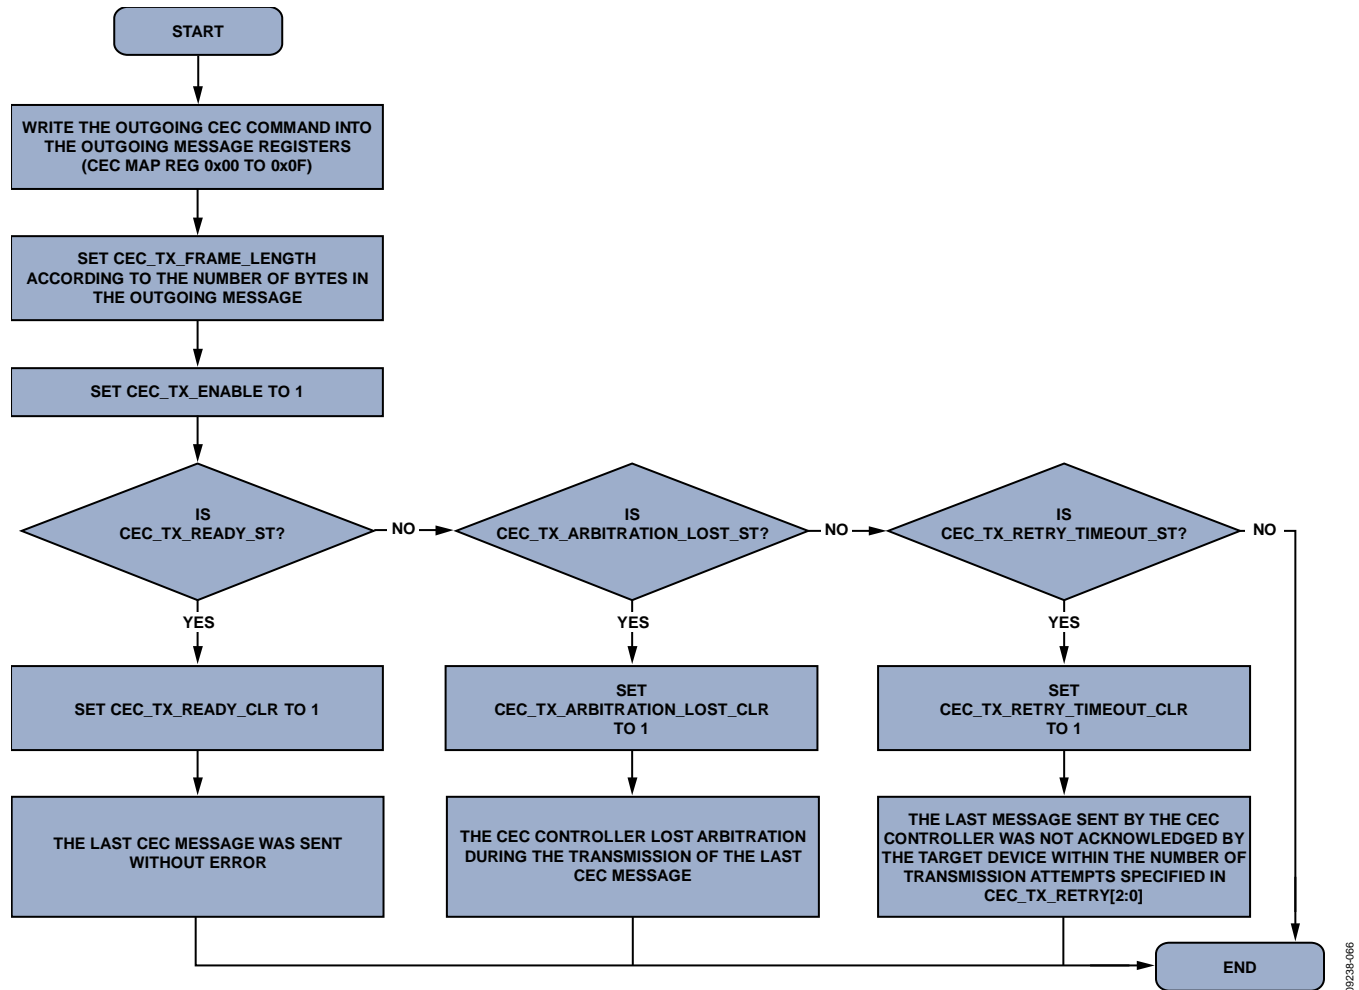 START
WRITE THE OUTGOING CEC COMMAND INTO
THE OUTGOING MESSAGE REGISTERS
(CEC MAP REG 0x00 TO 0x0F)
SET CEC_TX_FRAME_LENGTH
ACCORDING TO THE NUMBER OF BYTES IN
THE OUTGOING MESSAGE
SET CEC_TX_ENABLE TO 1
IS
CEC_TX_READY_ST?
NO
IS
CEC_TX_ARBITRATION_LOST_ST?
NO
IS
CEC_TX_RETRY_TIMEOUT_ST?
NO
YES
YES
YES
SET CEC_TX_READY_CLR TO 1
SET
CEC_TX_ARBITRATION_LOST_CLR
TO 1
SET
CEC_TX_RETRY_TIMEOUT_CLR
TO 1
THE LAST CEC MESSAGE WAS SENT
WITHOUT ERROR
THE CEC CONTROLLER LOST ARBITRATION
DURING THE TRANSMISSION OF THE LAST
CEC MESSAGE
THE LAST MESSAGE SENT BY THE CEC
CONTROLLER WAS NOT ACKNOWLEDGED BY
THE TARGET DEVICE WITHIN THE NUMBER OF
TRANSMISSION ATTEMPTS SPECIFIED IN
CEC_TX_RETRY[2:0]
END
09238-066